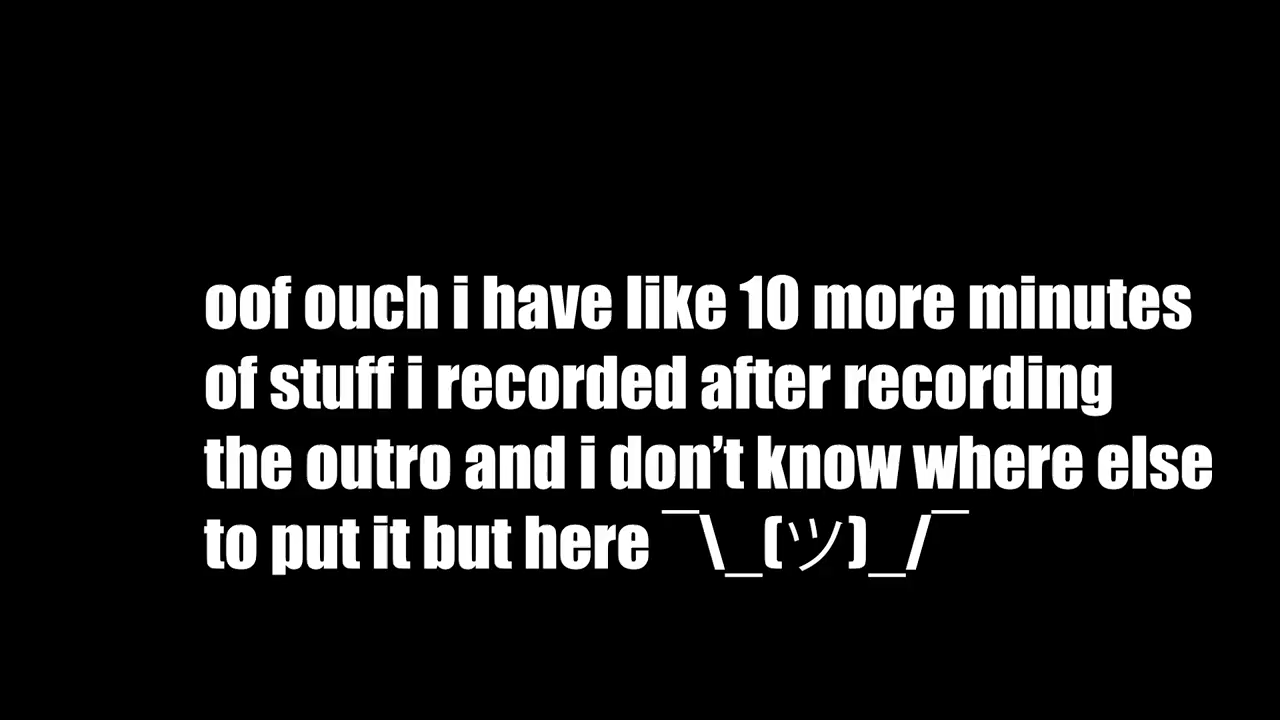 oof ouch i have like 10 more minutes
of stuff i recorded after recording
the outro and i don’t know where else
to put it but here ¯\_(ツ)_/¯